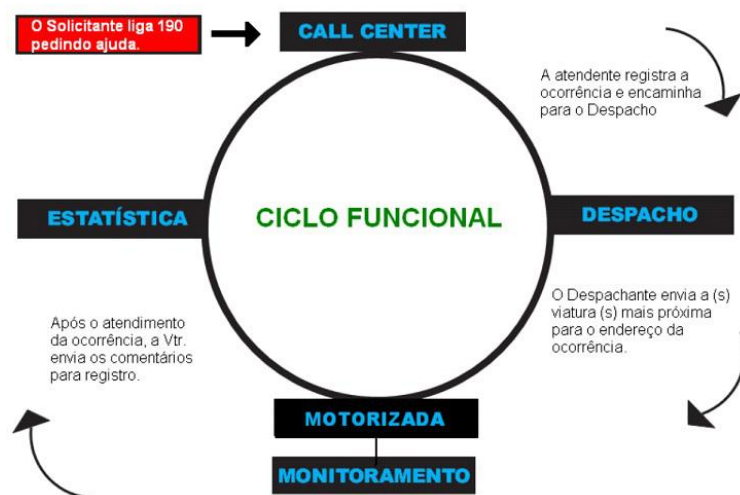 O Solicitante liga 190
pedindo ajuda.
CALL CENTER
A atendente registra a
ocorrência e encaminha
para o Despacho
ESTATÍSTICA
CICLO FUNCIONAL
DESPACHO
O Despachante envia a (s)
viatura (s) mais próxima
para o endereço da
ocorrência.
Após o atendimento
da ocorrência, a Vtr.
envia os comentários
para registro.
MOTORIZADA
MONITORAMENTO